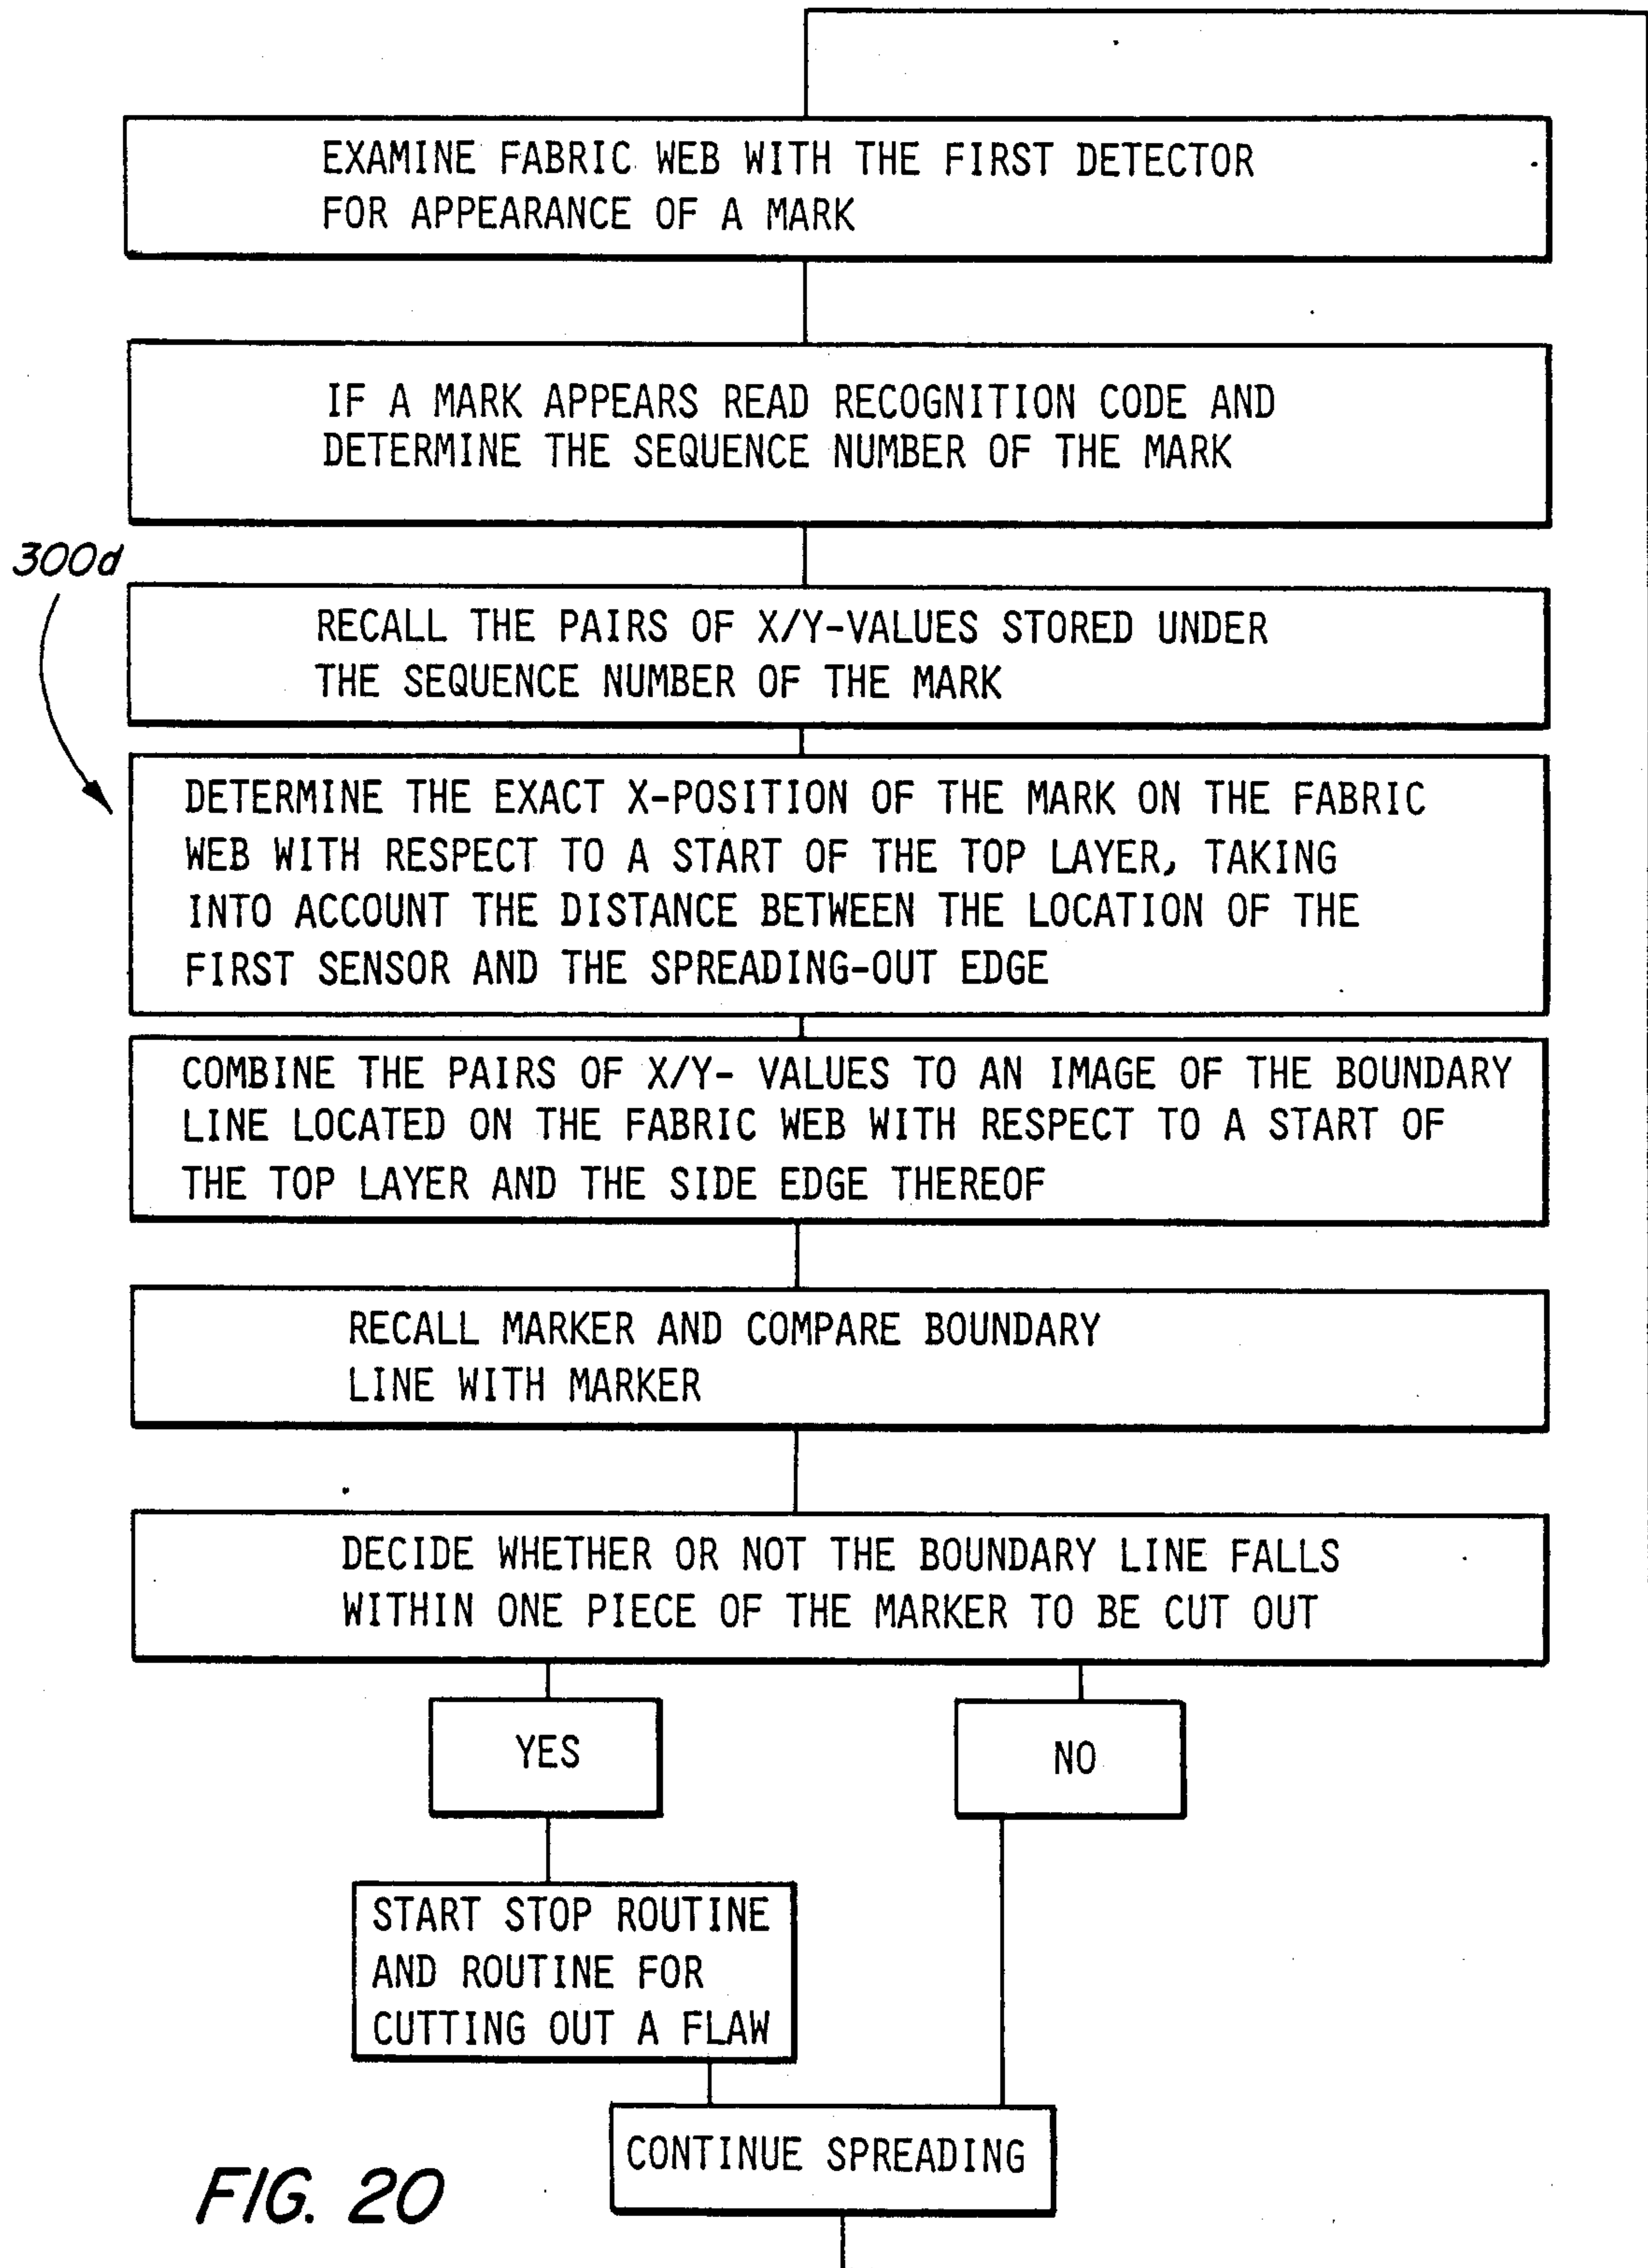 EXAMINE FABRIC WEB WITH THE FIRST DETECTOR
FOR APPEARANCE OF A MARK
IF A MARK APPEARS READ RECOGNITION CODE AND
DETERMINE THE SEQUENCE NUMBER OF THE MARK
300d
RECALL THE PAIRS OF X/Y-VALUES STORED UNDER
THE SEQUENCE NUMBER OF THE MARK
DETERMINE THE EXACT X-POSITION OF THE MARK ON THE FABRIC
WEB WITH RESPECT TO A START OF THE TOP LAYER, TAKING
INTO ACCOUNT THE DISTANCE BETWEEN THE LOCATION OF THE
FIRST SENSOR AND THE SPREADING-OUT EDGE
COMBINE THE PAIRS OF X/Y- VALUES TO AN IMAGE OF THE BOUNDARY
LINE LOCATED ON THE FABRIC WEB WITH RESPECT TO A START OF
THE TOP LAYER AND THE SIDE EDGE THEREOF
RECALL MARKER AND COMPARE BOUNDARY
LINE WITH MARKER
DECIDE WHETHER OR NOT THE BOUNDARY LINE FALLS
WITHIN ONE PIECE OF THE MARKER TO BE CUT OUT
YES
NO
START STOP ROUTINE
AND ROUTINE FOR
CUTTING OUT A FLAW
CONTINUE SPREADING
FIG. 20